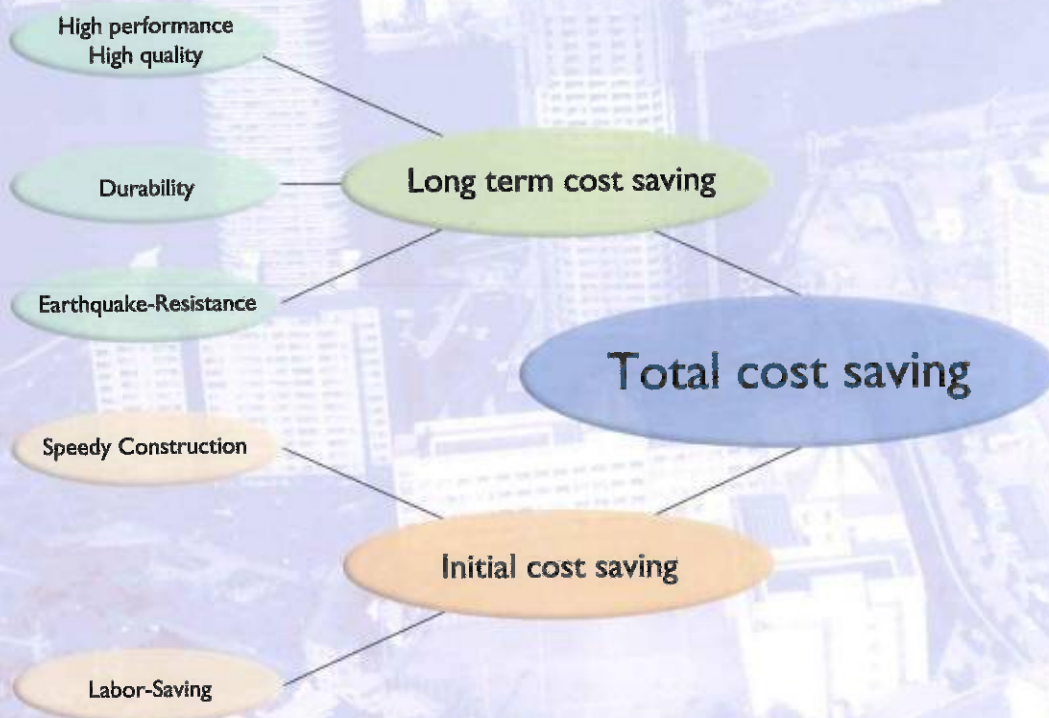 High performance
High quality
Durability
Earthquake-Resistance
Long term cost saving
Total cost saving
Speedy Construction
Labor-Saving
Initial cost saving